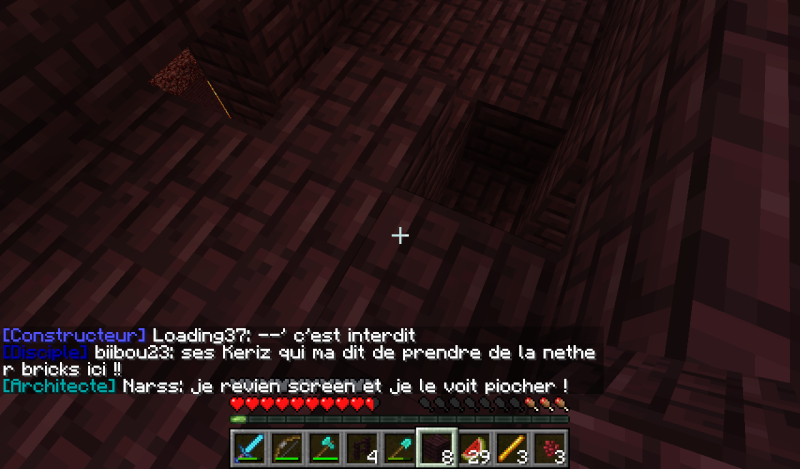 [Constructeur] Loading37: --' c'est interdit
[Disciple] biibou23: ses Keriz qui ma dit de prendre de la nethe
r bricks ici !!
[Architecte] Narss: je revien screen et je le voit piocher !
4 8 29 3 3